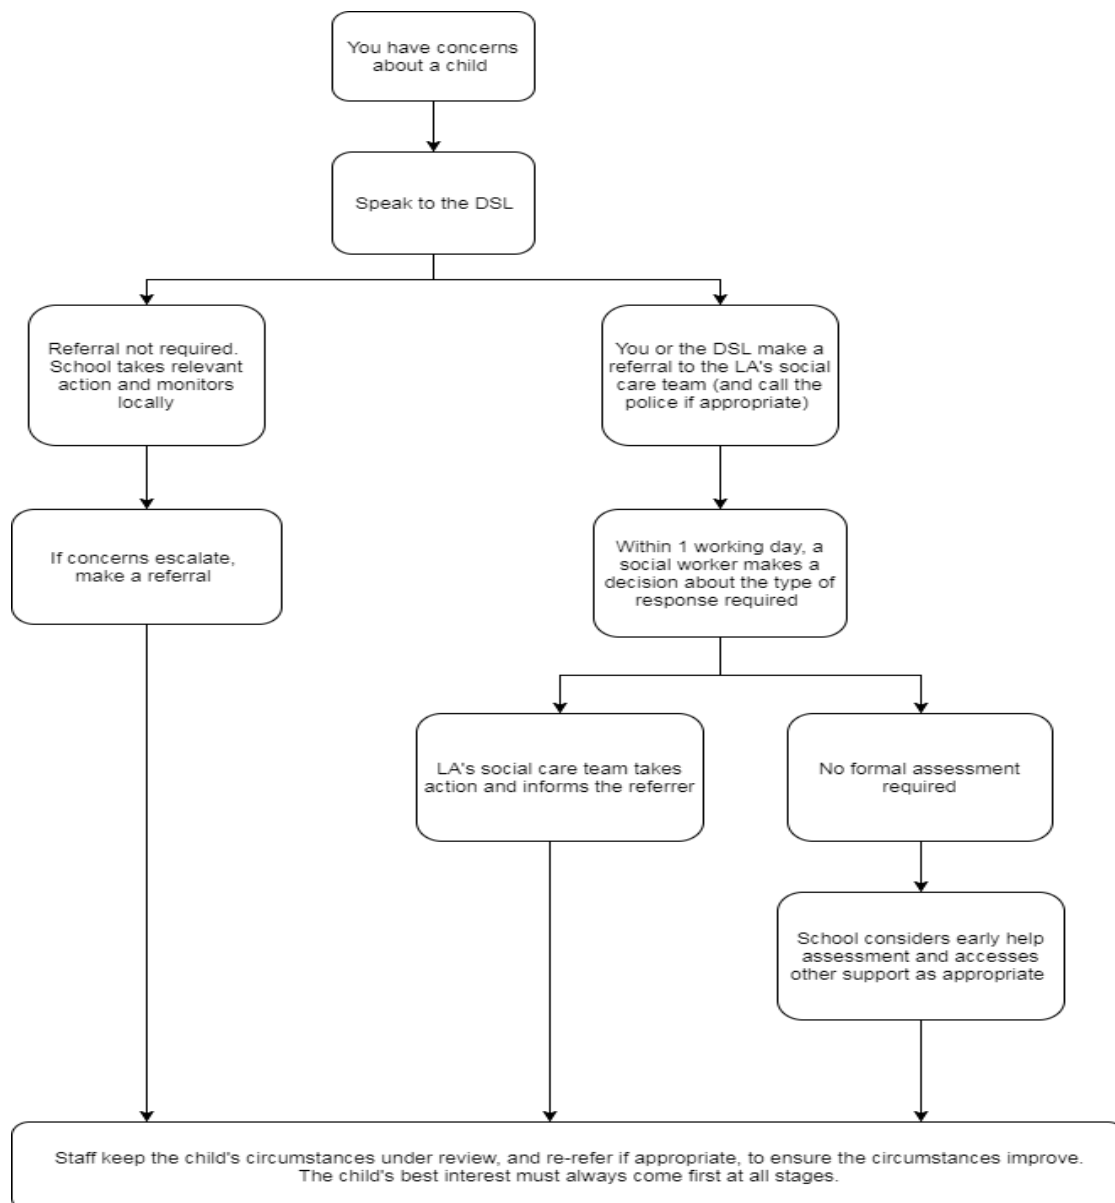 You have concerns
about a child
Speak to the DSL
Referral not required.
School takes relevant
action and monitors
locally
You or the DSL make a
referral to the LA's social
care team (and call the
police if appropriate)
If concerns escalate,
make a referral
Within 1 working day, a
social worker makes a
decision about the type of
response required
LA's social care team takes
action and informs the referrer
No formal assessment
required
School considers early help
assessment and accesses
other support as appropriate
Staff keep the child's circumstances under review, and re-refer if appropriate, to ensure the circumstances improve.
The child's best interest must always come first at all stages.